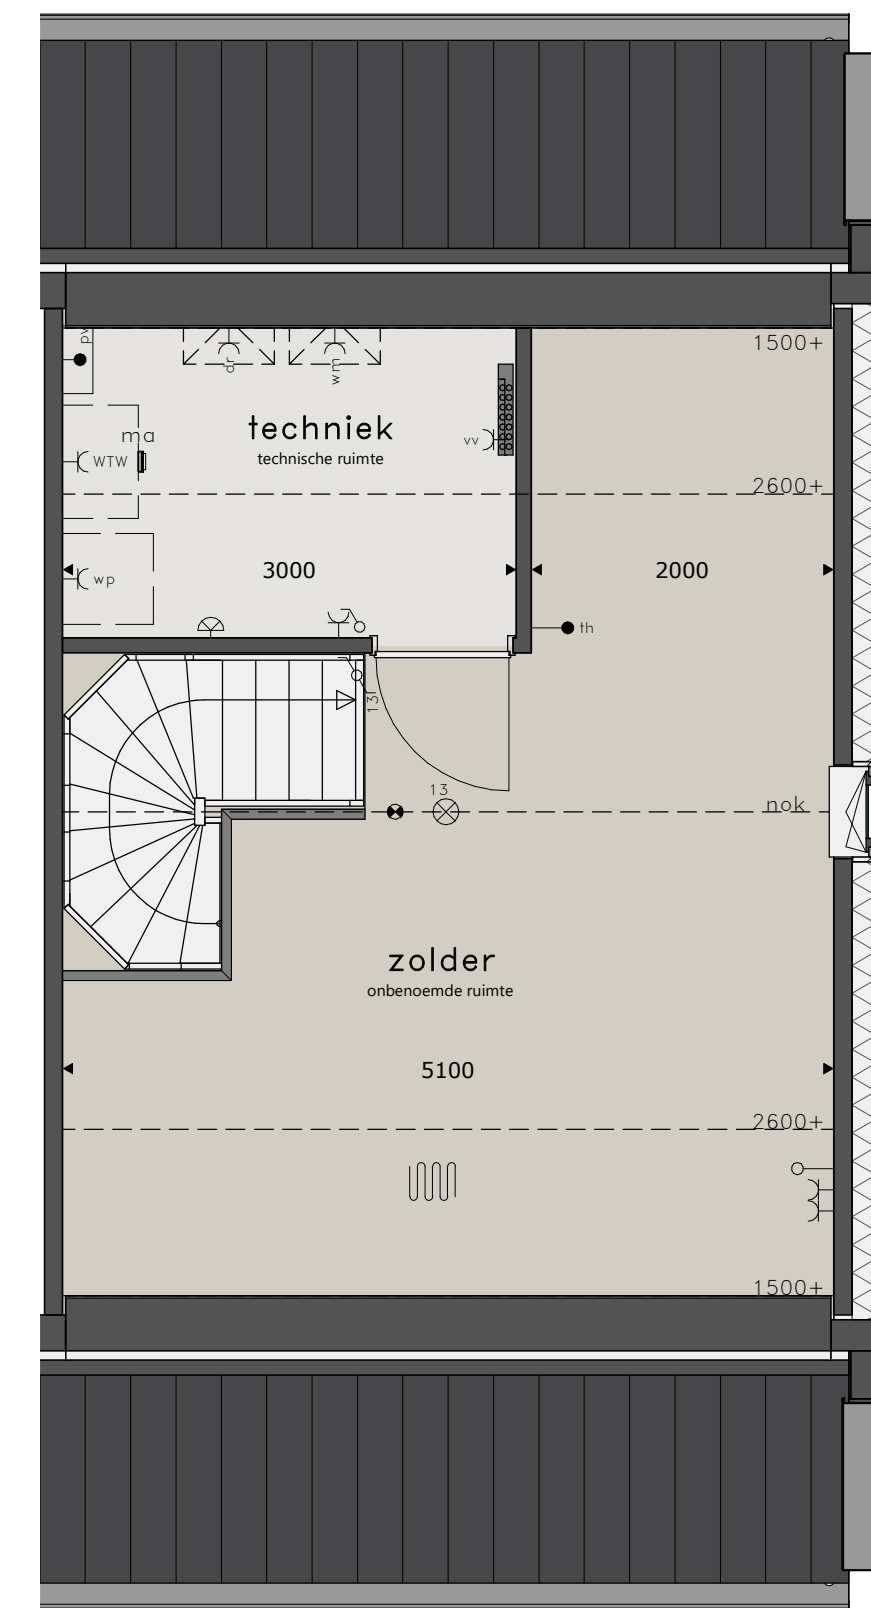 1500+
pv
dr
wm
ma
techniek
technische ruimte
vv
WTW
2600+
3000
2000
wp
th
13
13
nok
zolder
onbenoemde ruimte
5100
2600+
1500+